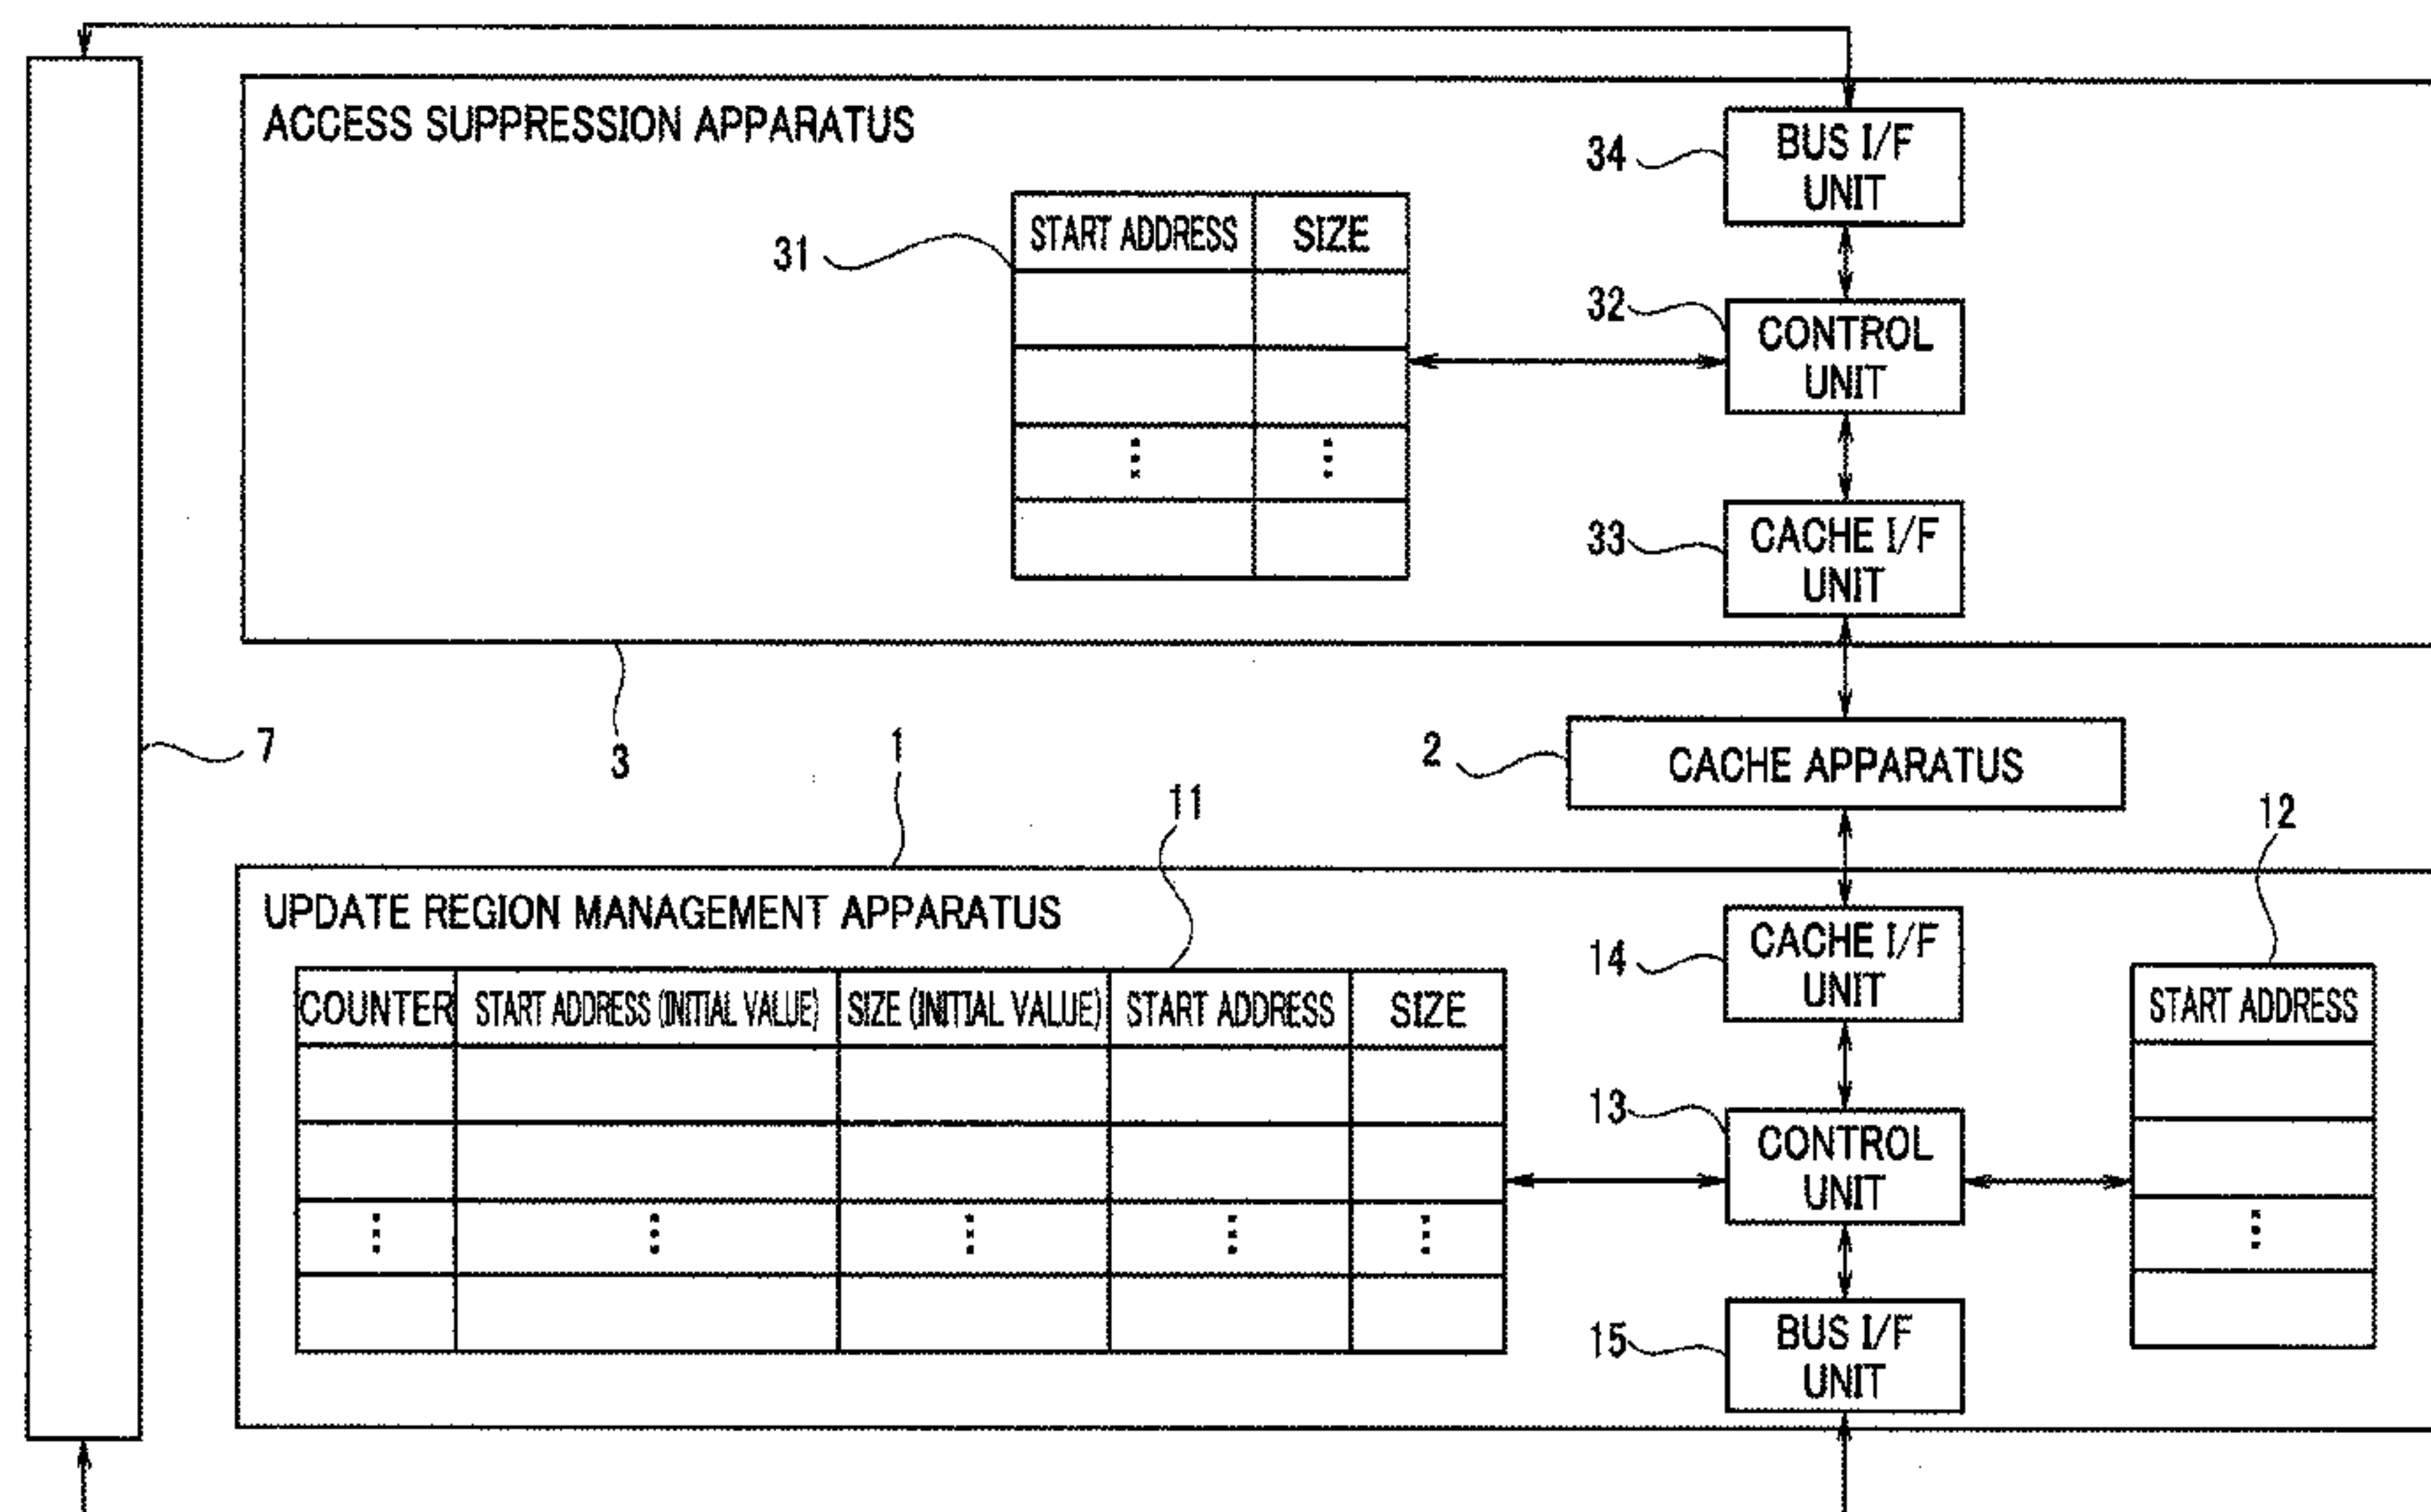 ACCESS SUPPRESSION APPARATUS
34
BUS I/F
UNIT
31
START ADDRESS
SIZE
32
CONTROL
UNIT
33
CACHE I/F
UNIT
3
7
1
2
CACHE APPARATUS
11
12
UPDATE REGION MANAGEMENT APPARATUS
14
CACHE I/F
UNIT
COUNTER
START ADDRESS (INITIAL VALUE)
SIZE (INITIAL VALUE)
START ADDRESS
SIZE
START ADDRESS
13
CONTROL
UNIT
15
BUS I/F
UNIT